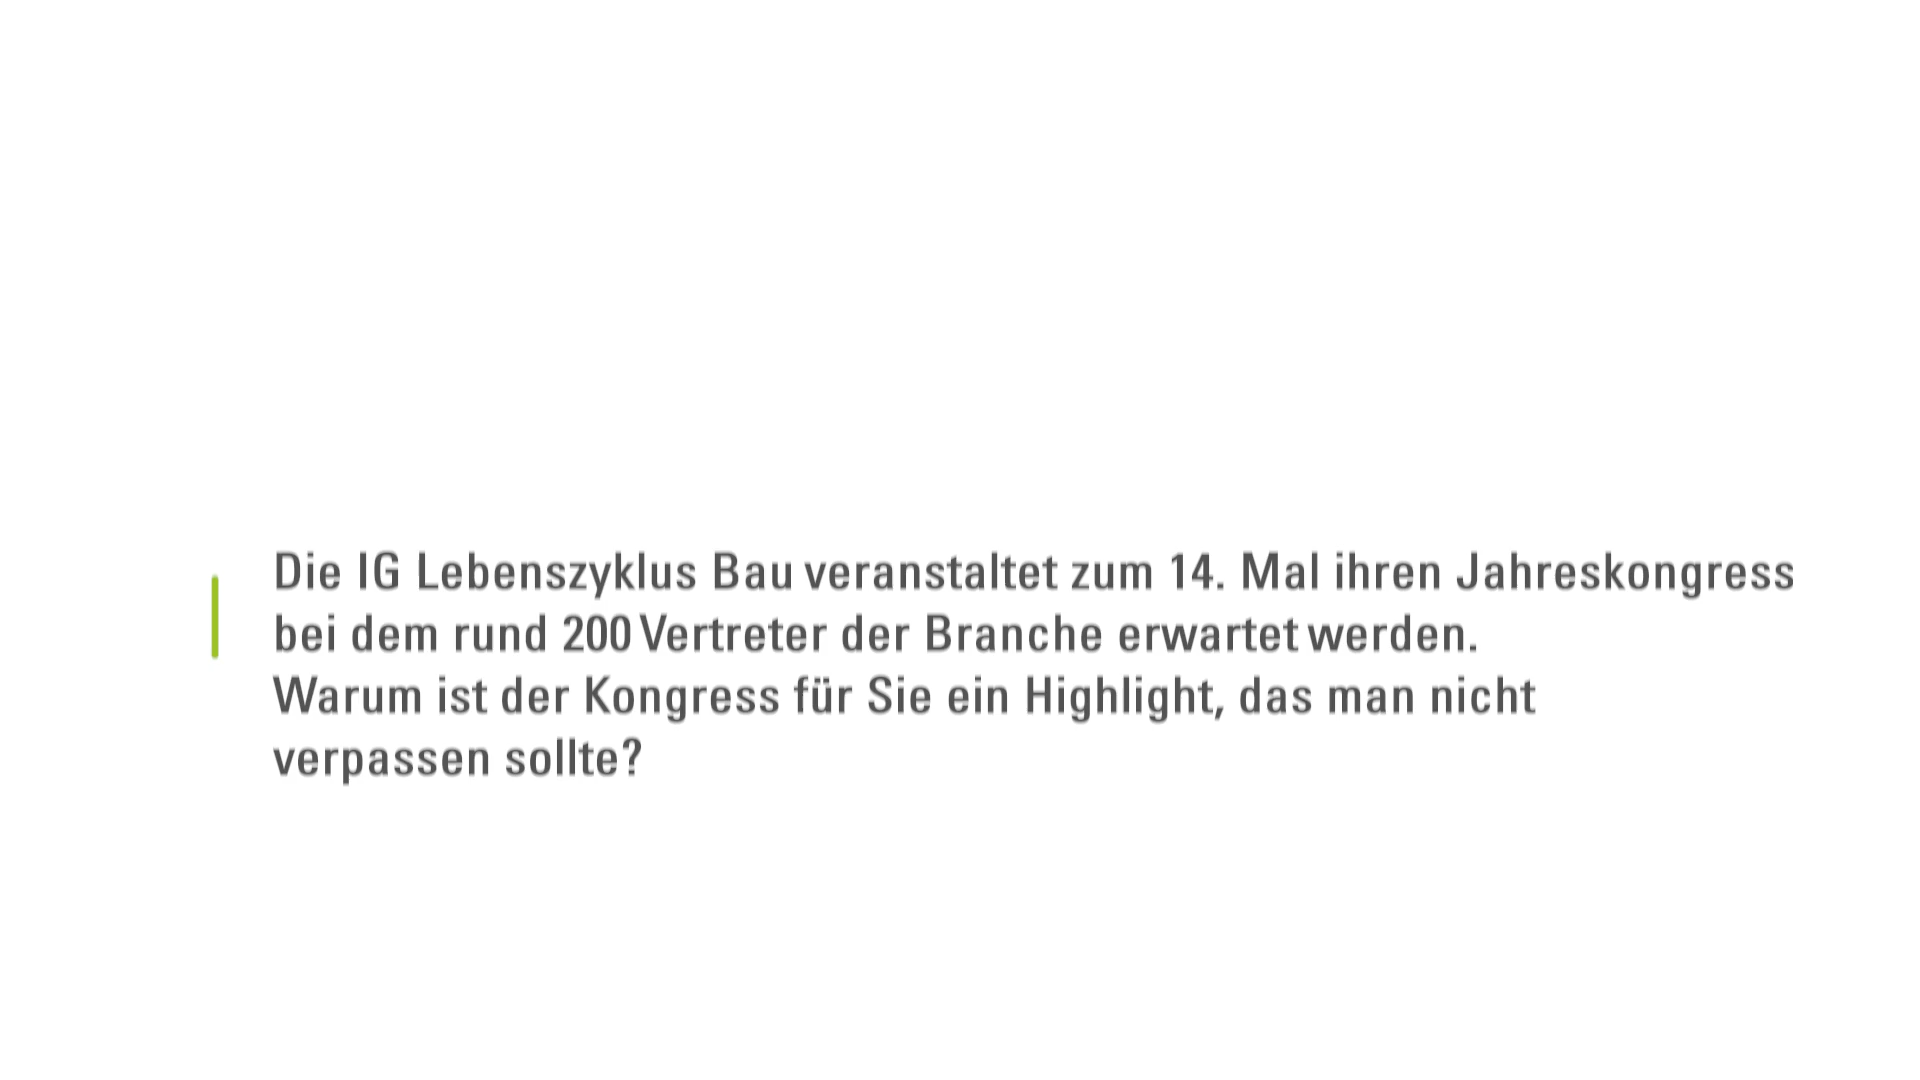 Die IG Lebenszyklus Bau veranstaltet zum 14. Mal ihren Jahreskongress
bei dem rund 200 Vertreter der Branche erwartet werden.
Warum ist der Kongress für Sie ein Highlight, das man nicht
verpassen sollte?